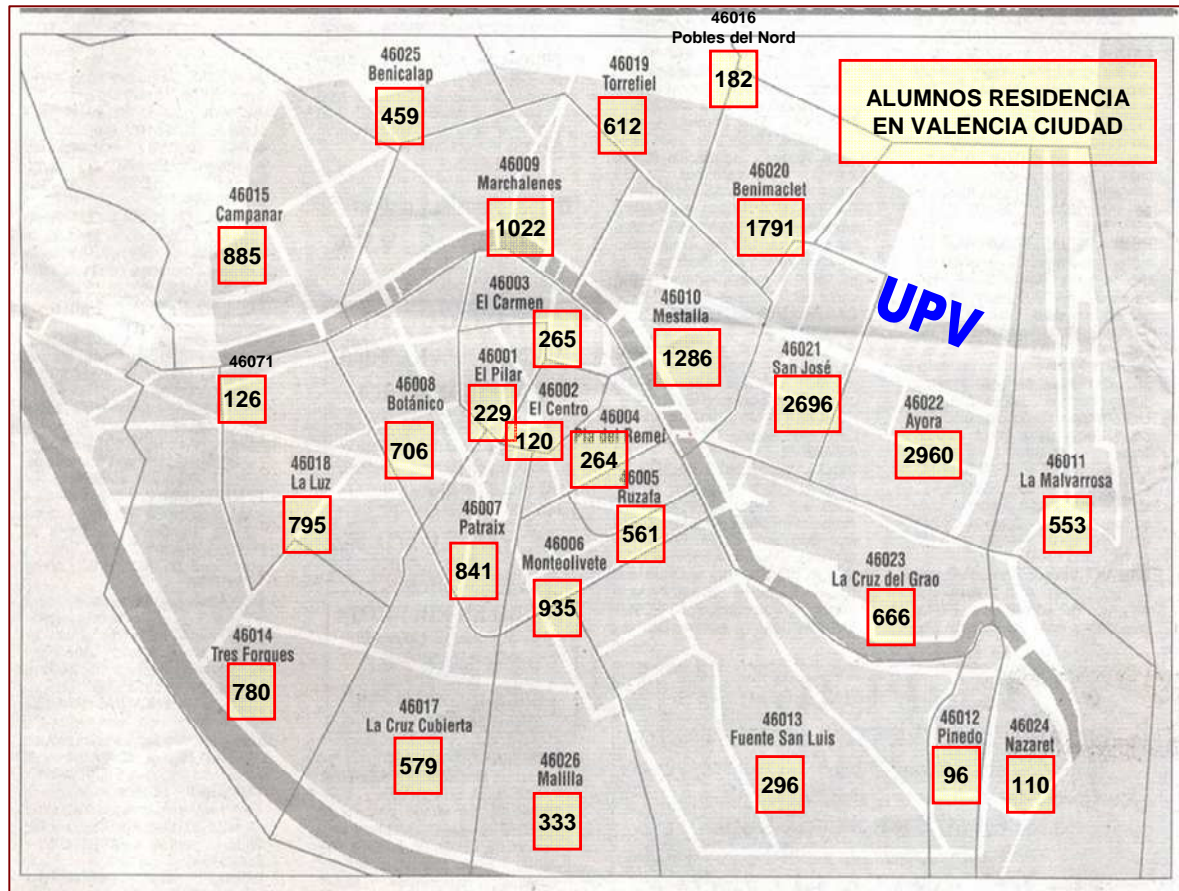 46016
Pobles del Nord
182
ALUMNOS RESIDENCIA
EN VALENCIA CIUDAD
46025
Benicalap
459
46019
Torrefiel
612
46009
Marchalenes
1022
46020
Benimaclet
1791
46015
Campanar
885
46003
El Carmen
265
46010
Mestalla
1286
UPV
46071
126
46001
El Pilar
229
46008
Botánico
706
46002
El Centro
120
46004
Pla del Remei
264
46021
San José
2696
46022
Ayora
2960
46018
La Luz
795
46005
Ruzafa
561
46011
La Malvarrosa
553
46007
Patraix
841
46006
Monteolivete
935
46023
La Cruz del Grao
666
46014
Tres Forques
780
46017
La Cruz Cubierta
579
46026
Malilla
333
46013
Fuente San Luis
296
46012
Pinedo
96
46024
Nazaret
110